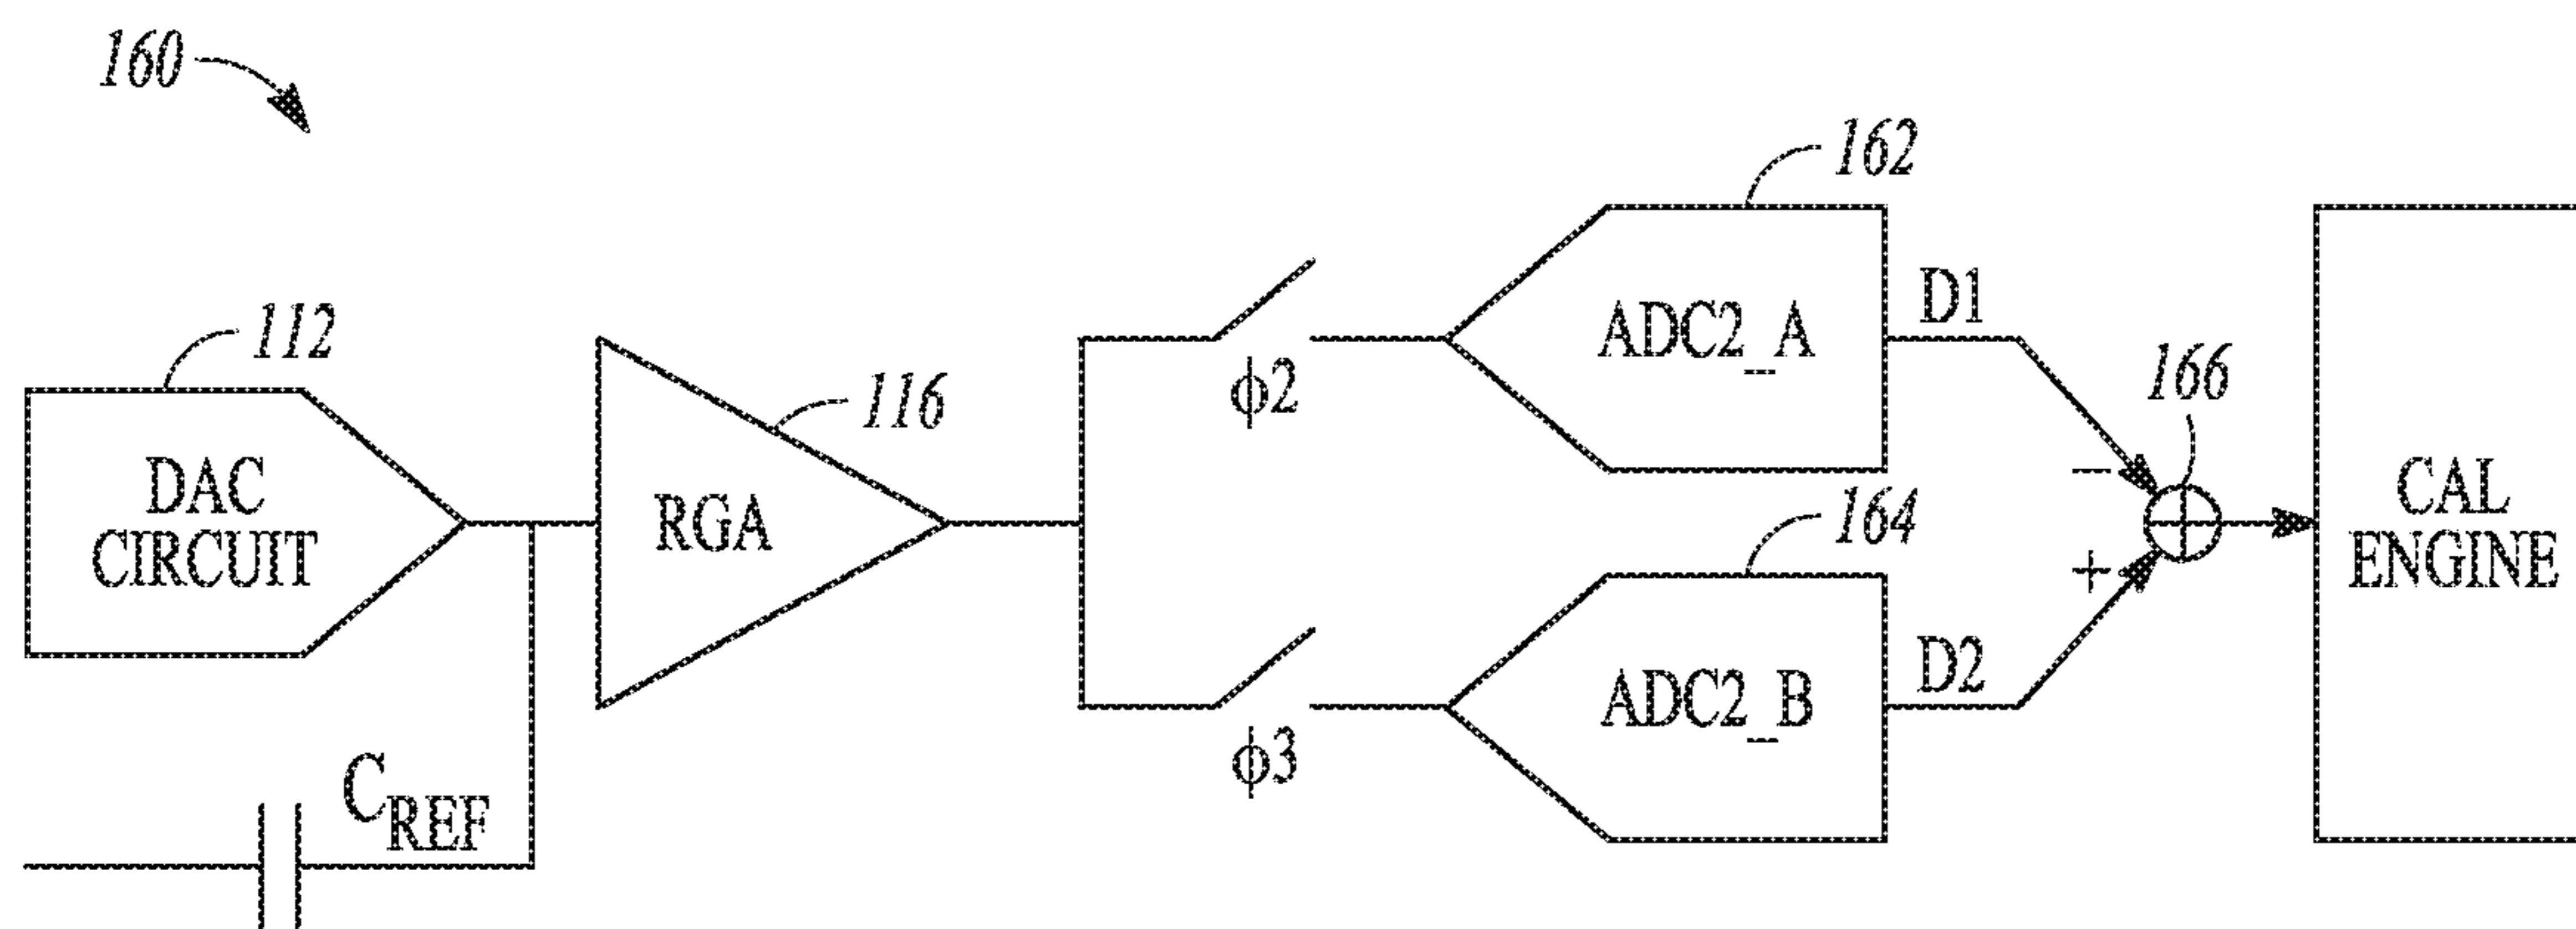 160
162
112
D1
ADC2_A
116
166
ϕ2
−
DAC
CIRCUIT
RGA
164
CAL
ENGINE
+
D2
ADC2_B
ϕ3
CREF